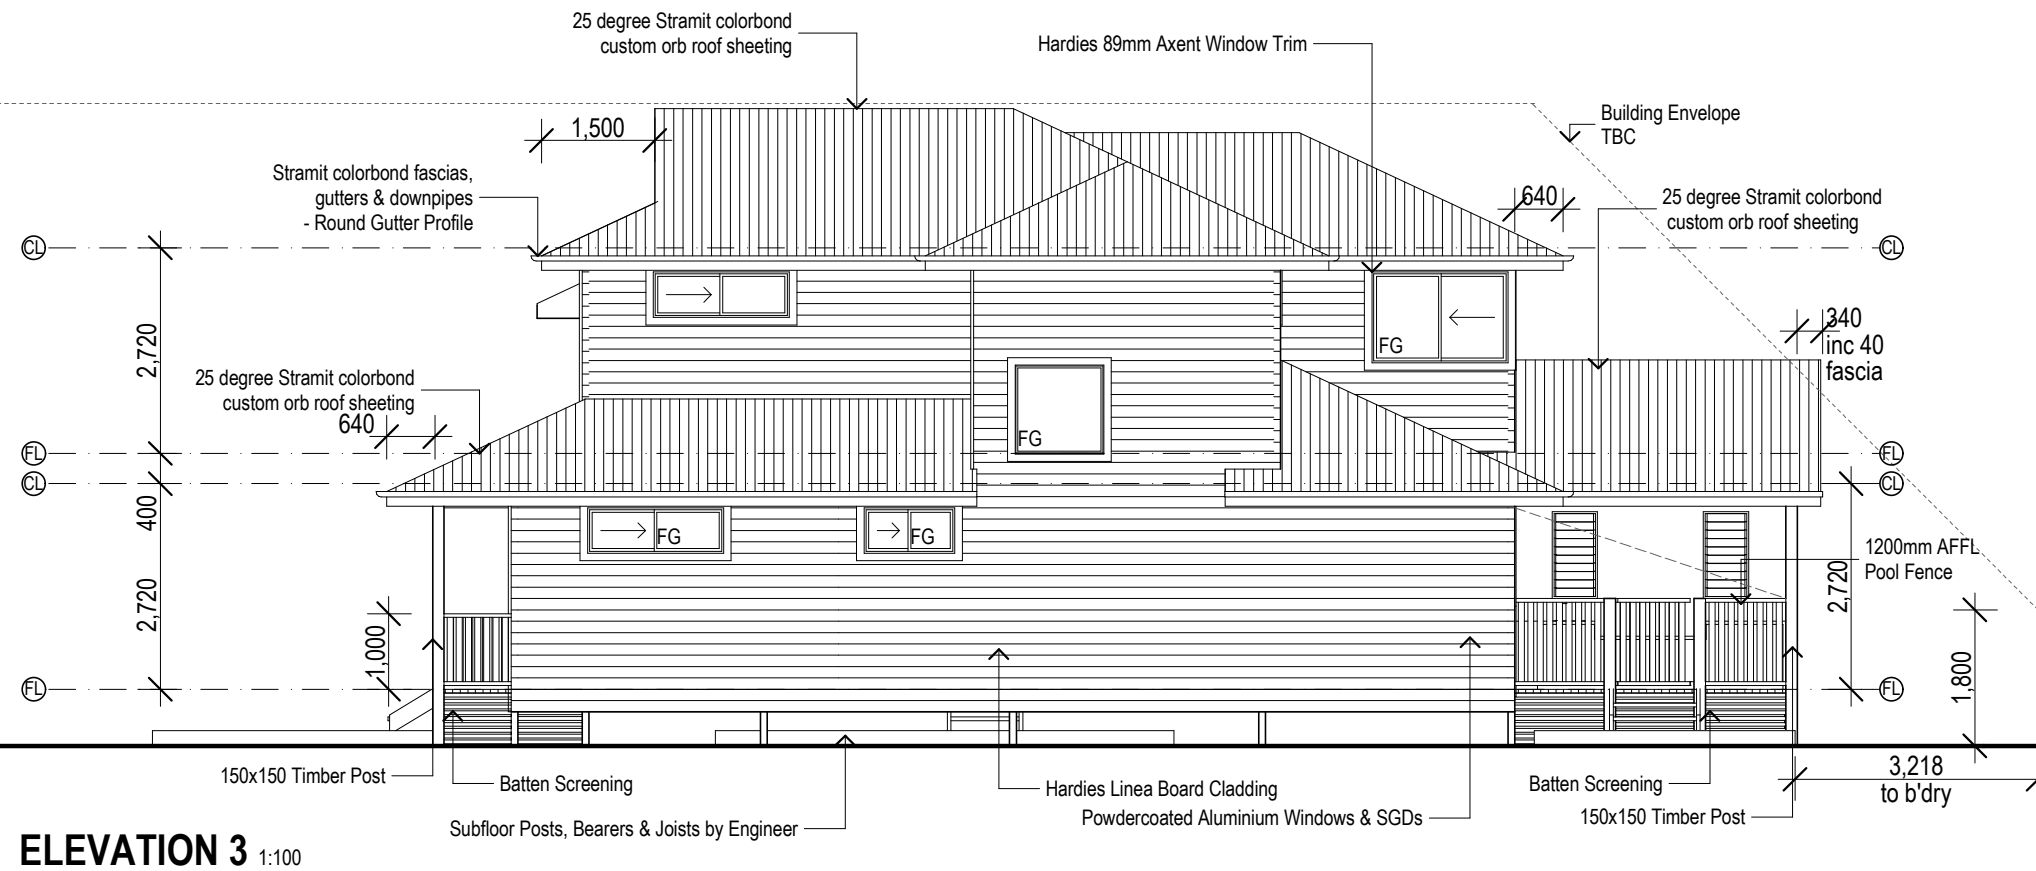 25 degree Stramit colorbond
custom orb roof sheeting
Hardies 89mm Axent Window Trim
Building Envelope
TBC
1,500
Stramit colorbond fascias,
gutters & downpipes
- Round Gutter Profile
640
25 degree Stramit colorbond
custom orb roof sheeting
CL
CL
2,720
340
inc 40
fascia
FG
25 degree Stramit colorbond
custom orb roof sheeting
640
FG
FL
FL
CL
CL
400
FG
FG
1200mm AFFL
Pool Fence
2,720
2,720
1,000
1,800
FL
FL
150x150 Timber Post
Batten Screening
Subfloor Posts, Bearers & Joists by Engineer
Hardies Linea Board Cladding
Powdercoated Aluminium Windows & SGDs
Batten Screening
150x150 Timber Post
3,218
to b'dry
ELEVATION 3 1:100